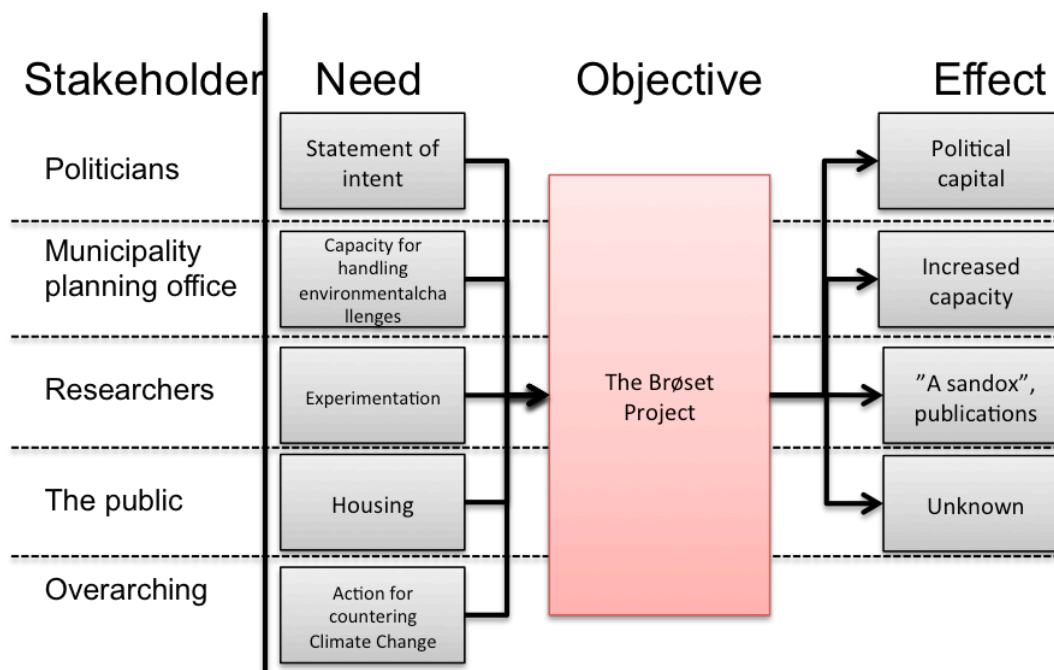 Stakeholder Need Objective Effect
Politicians
Statement of
intent
Political
capital
Municipality
planning office
Capacity for
handling
environmentalcha
llenges
Increased
capacity
Researchers
Experimentation
The Brøset
Project
”A sandox”,
publications
The public
Housing
Unknown
Overarching
Action for
countering
Climate Change